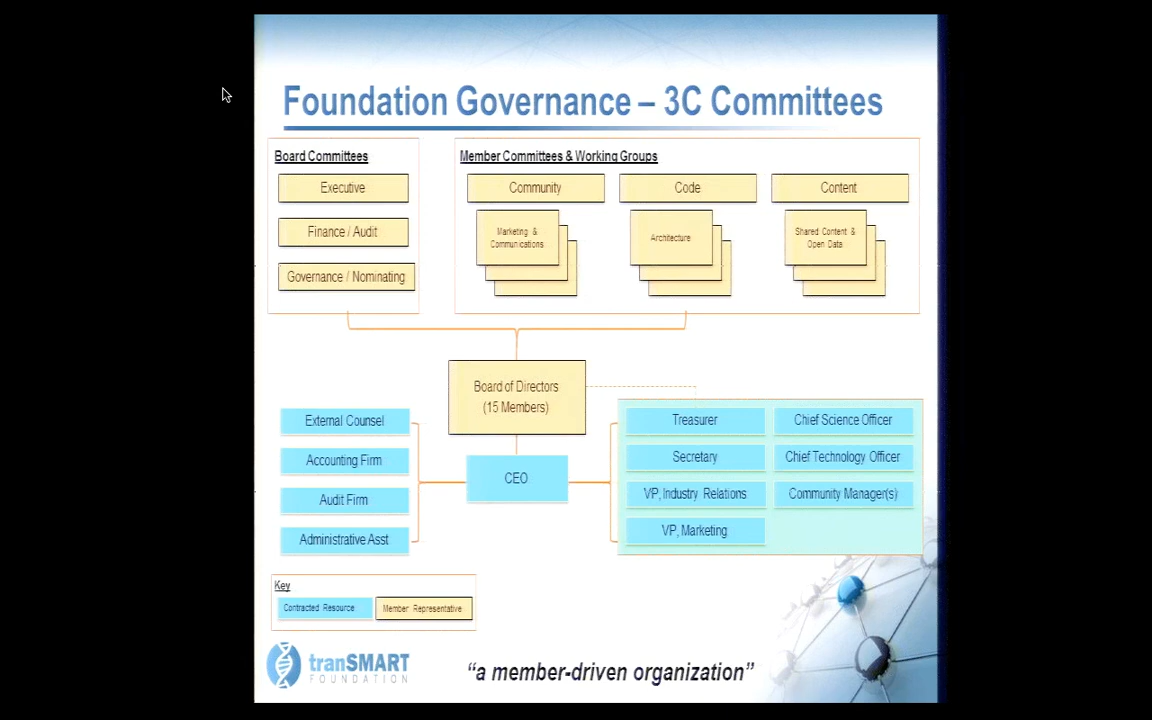 Foundation Governance – 3C Committees
Board Committees
Executive
Finance / Audit
Governance / Nominating
Member Committees & Working Groups
Community
Code
Content
Marketing &
Communications
Architecture
Shared Content &
Open Data
Board of Directors
(15 Members)
CEO
External Counsel
Accounting Firm
Audit Firm
Administrative Asst
Treasurer
Chief Science Officer
Secretary
Chief Technology Officer
VP, Industry Relations
Community Manager(s)
VP, Marketing
Key
Contracted Resource
Member Representative
tranSMART
FOUNDATION
“a member-driven organization”